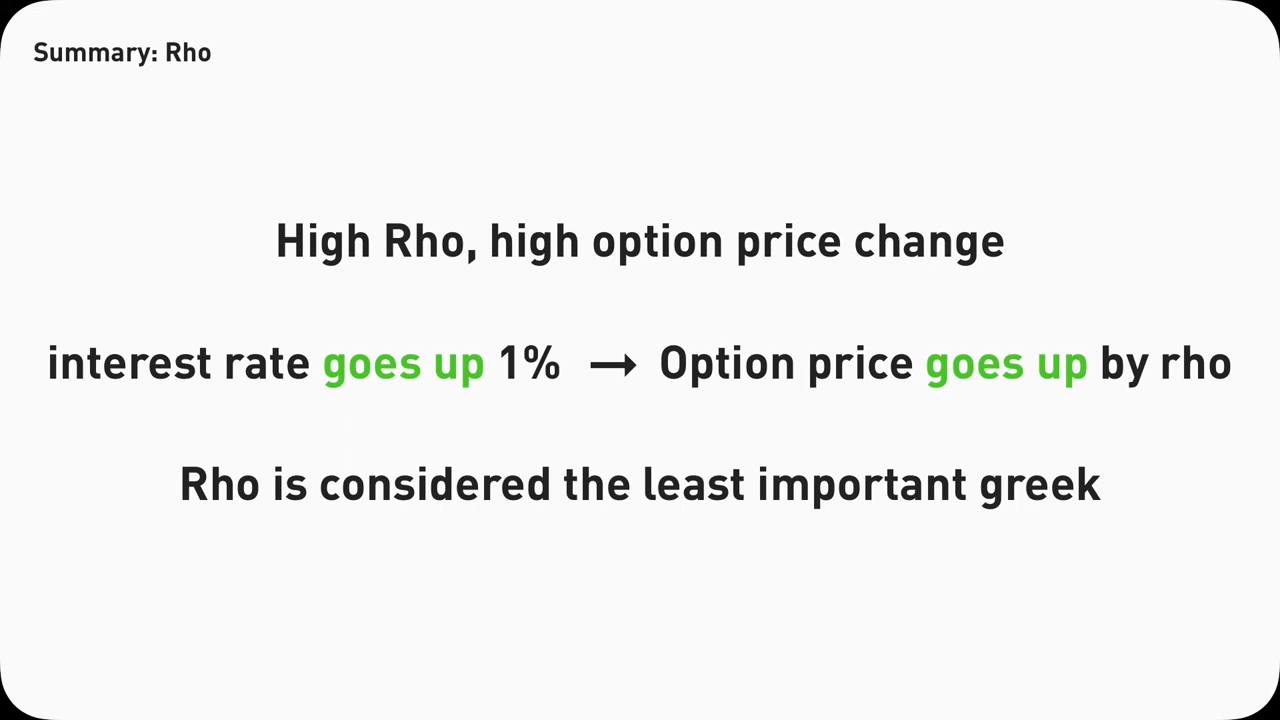 Summary: Rho
High Rho, high option price change
interest rate goes up 1% → Option price goes up by rho
Rho is considered the least important greek